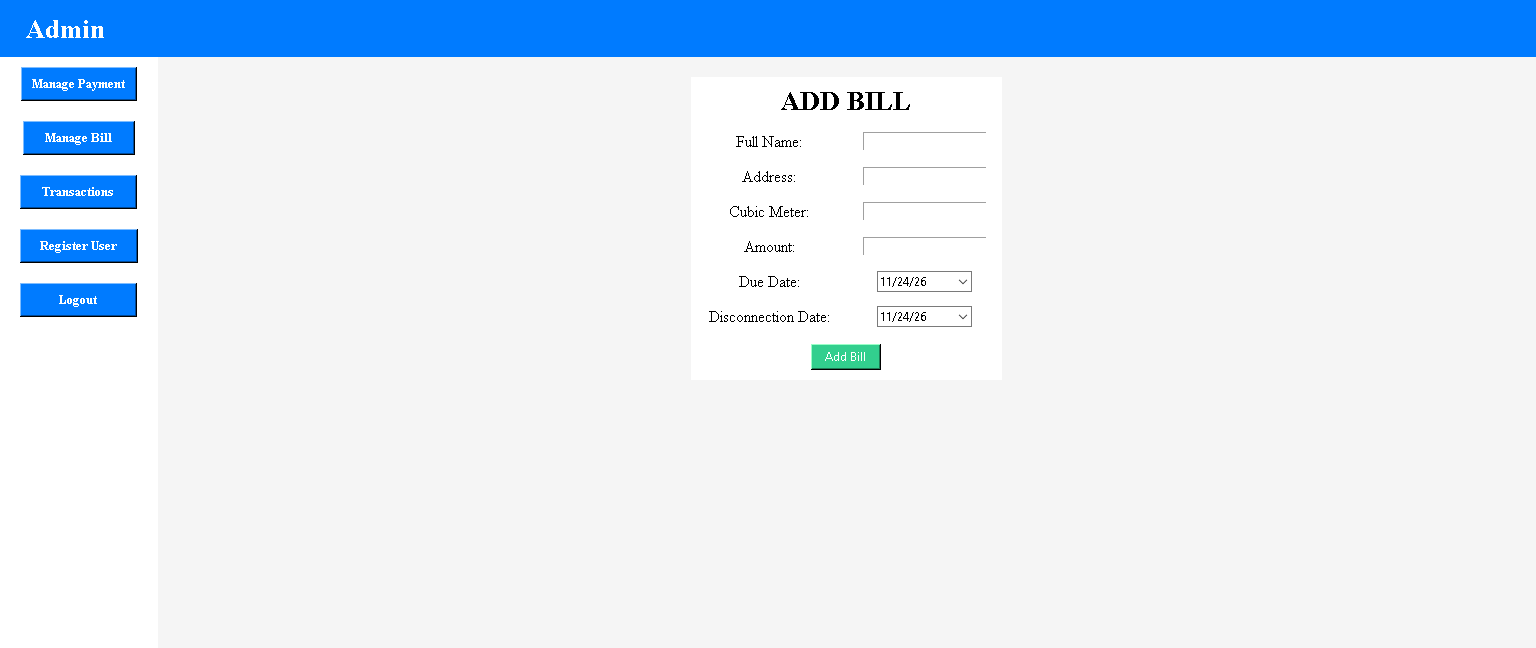 Admin
Manage Payment
Manage Bill
Transactions
Register User
Logout
ADD BILL
Full Name:
Address:
Cubic Meter:
Amount:
Due Date: 11/24/26
Disconnection Date: 11/24/26
Add Bill